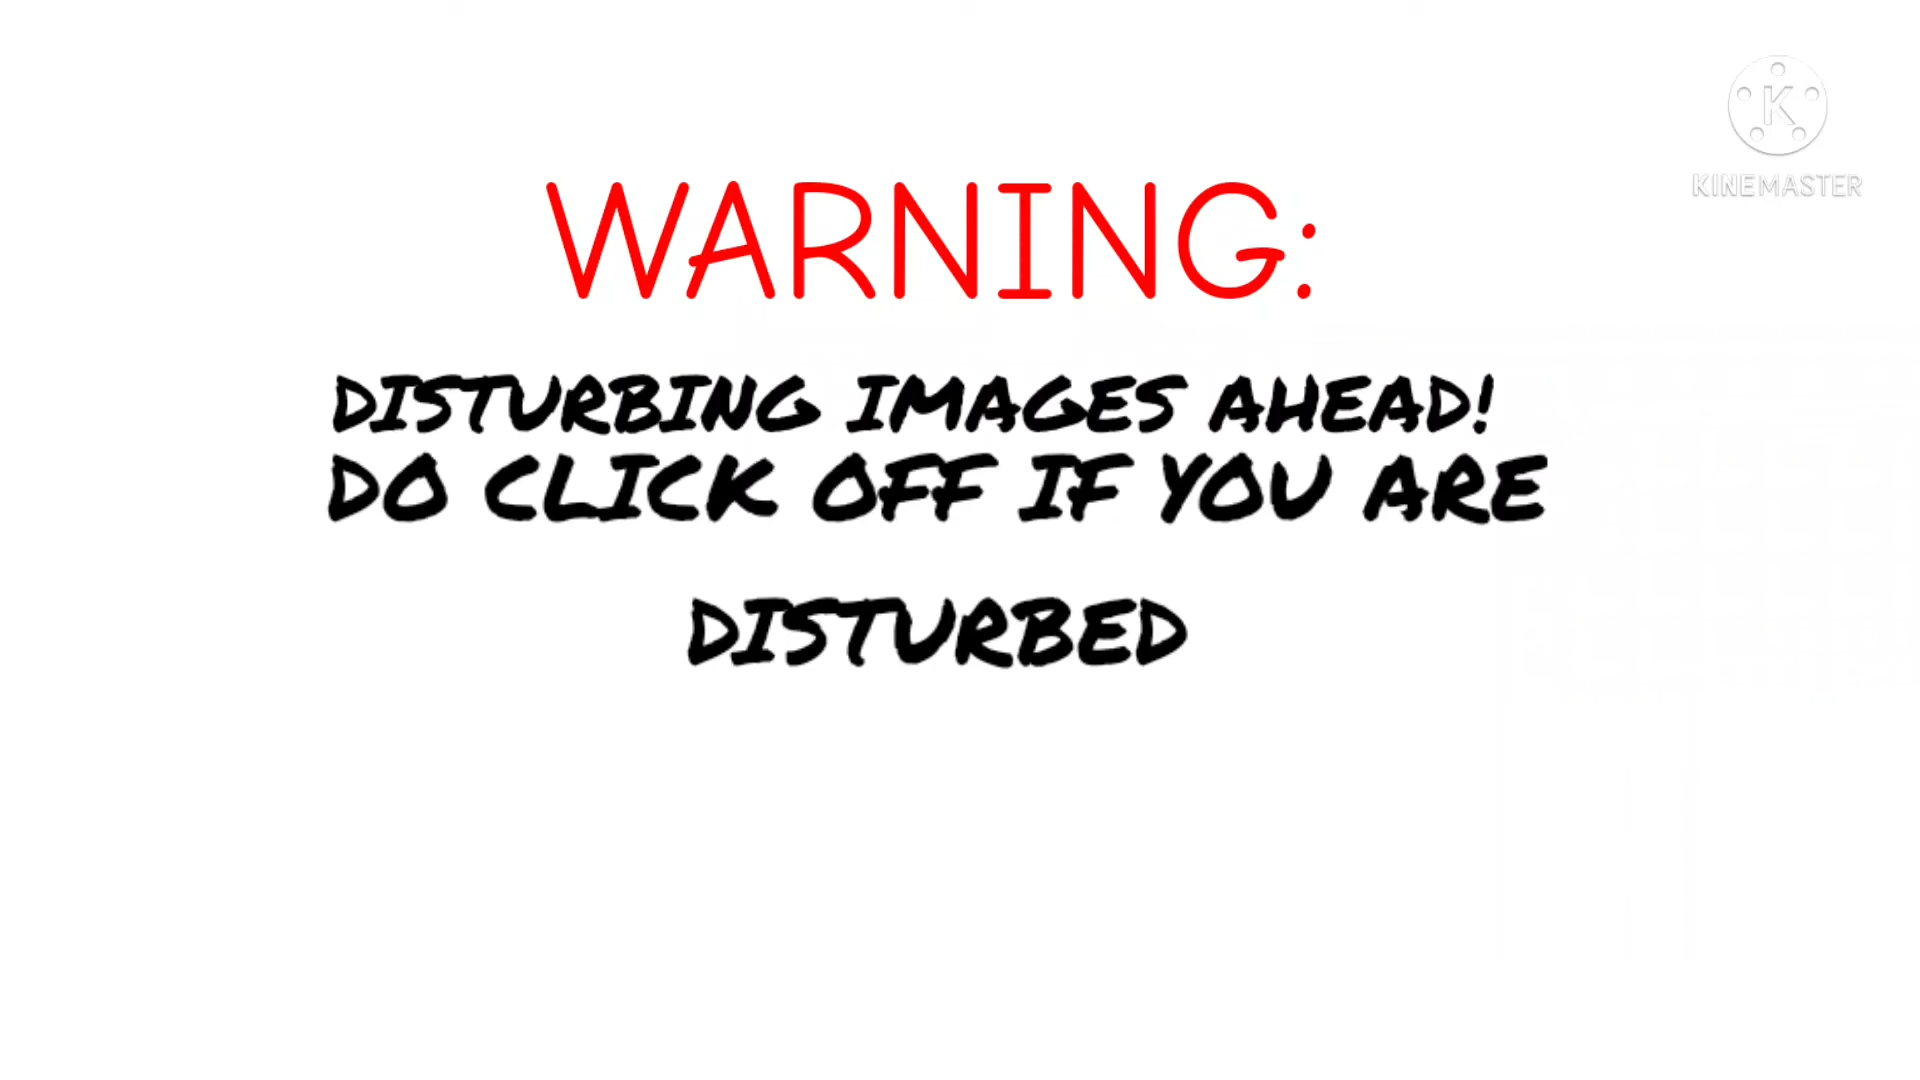 K
KINEMASTER
WARNING:
DISTURBING IMAGES AHEAD!
DO CLICK OFF IF YOU ARE
DISTURBED